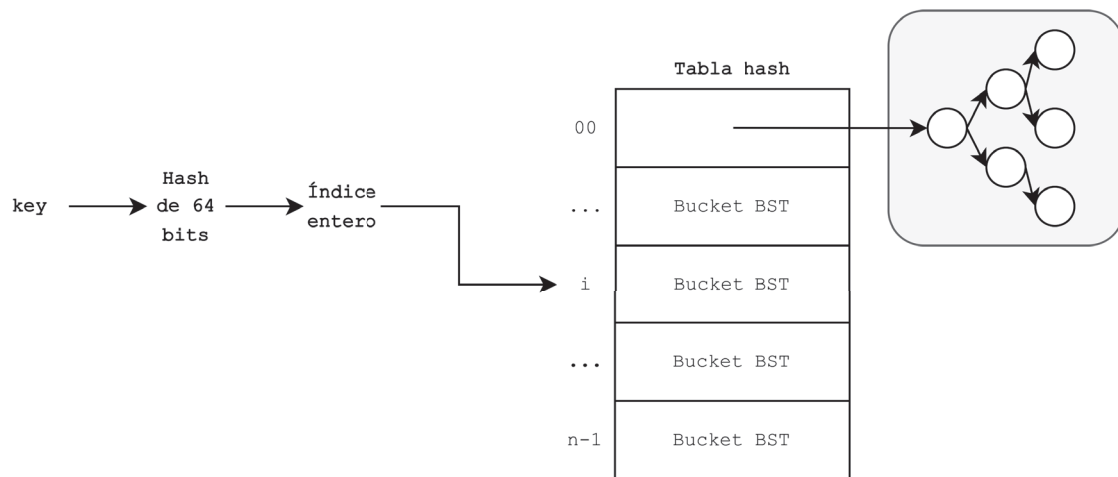 Tabla hash
00
key
Hash
de 64
bits
Índice
entero
... Bucket BST
i Bucket BST
... Bucket BST
n-1 Bucket BST